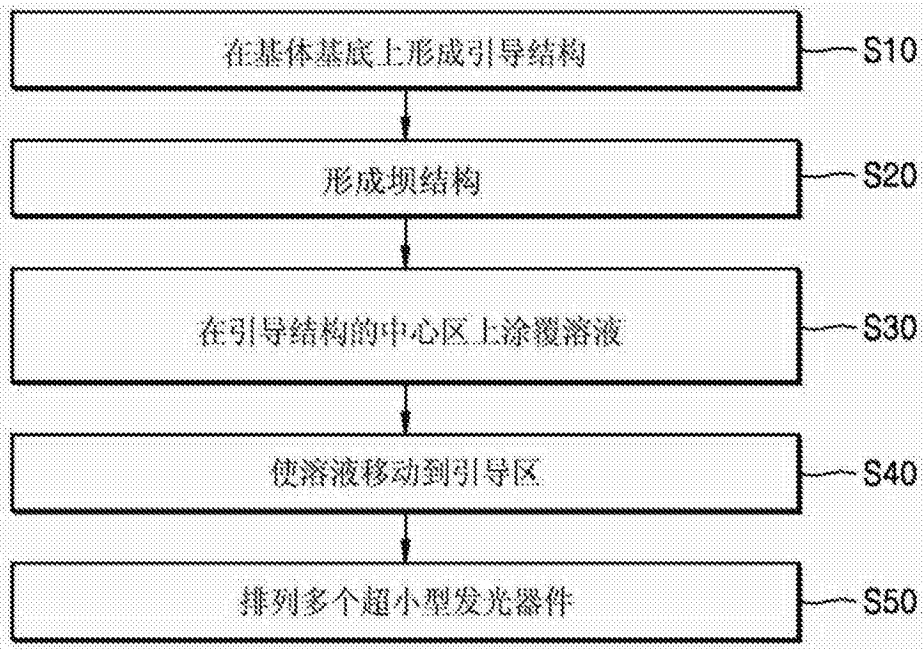 在基体基底上形成引导结构 S10
形成坝结构 S20
在引导结构的中心区上涂覆溶液 S30
使溶液移动到引导区 S40
排列多个超小型发光器件 S50